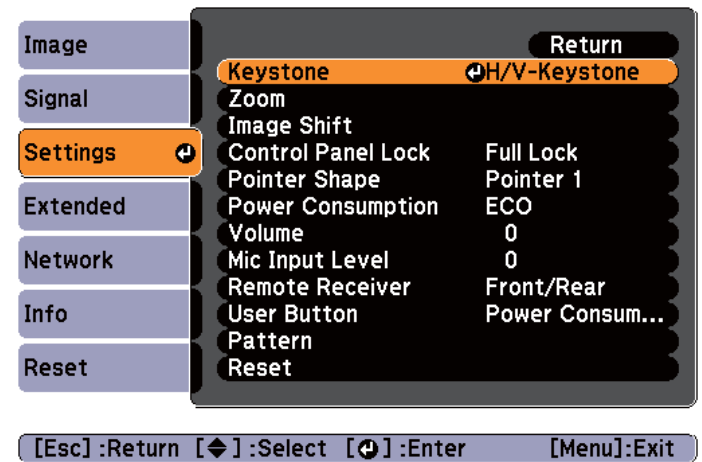 Image
Signal
Settings
Extended
Network
Info
Reset
Return
Keystone H/V-Keystone
Zoom
Image Shift
Control Panel Lock Full Lock
Pointer Shape Pointer 1
Power Consumption ECO
Volume 0
Mic Input Level 0
Remote Receiver Front/Rear
User Button Power Consum...
Pattern
Reset
[Esc] :Return [◆] :Select [⏎] :Enter [Menu]:Exit